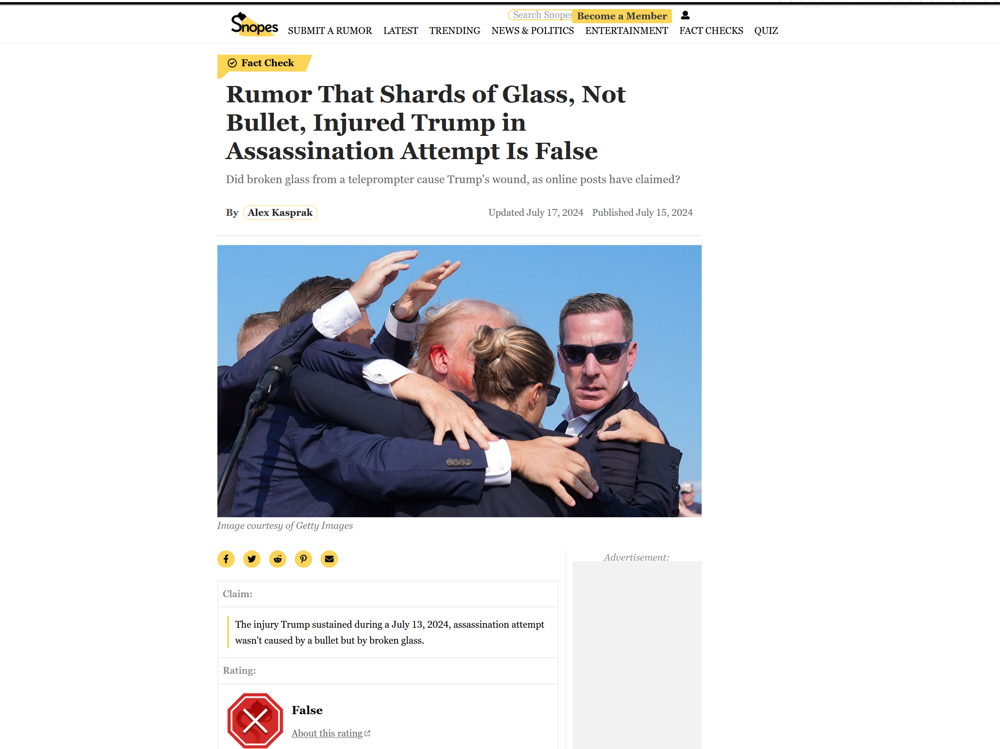 Snopes
Search Snopes
Become a Member
SUBMIT A RUMOR LATEST TRENDING NEWS & POLITICS ENTERTAINMENT FACT CHECKS QUIZ
Fact Check
Rumor That Shards of Glass, Not
Bullet, Injured Trump in
Assassination Attempt Is False
Did broken glass from a teleprompter cause Trump's wound, as online posts have claimed?
By Alex Kasprak
Updated July 17, 2024 Published July 15, 2024
Image courtesy of Getty Images
Advertisement:
Claim:
The injury Trump sustained during a July 13, 2024, assassination attempt
wasn't caused by a bullet but by broken glass.
Rating:
False
About this rating